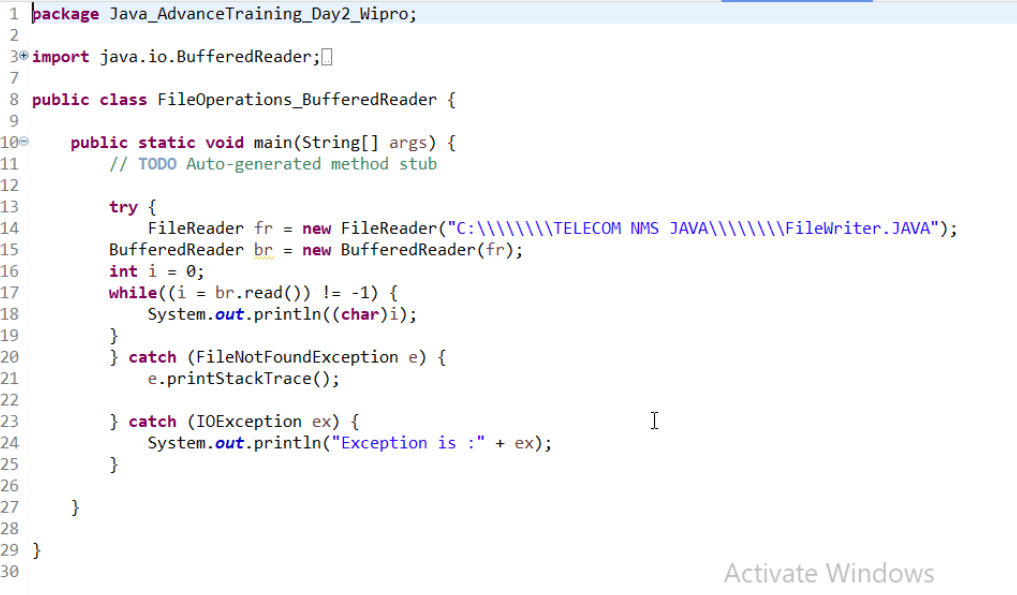 1 package Java_AdvanceTraining_Day2_Wipro;
2
3 import java.io.BufferedReader;
7
8 public class FileOperations_BufferedReader {
9
10 public static void main(String[] args) {
11 // TODO Auto-generated method stub
12
13 try {
14 FileReader fr = new FileReader("C:\\\\\\\\TELECOM NMS JAVA\\\\\\\\FileWriter.JAVA");
15 BufferedReader br = new BufferedReader(fr);
16 int i = 0;
17 while((i = br.read()) != -1) {
18 System.out.println((char)i);
19 }
20 } catch (FileNotFoundException e) {
21 e.printStackTrace();
22
23 } catch (IOException ex) {
24 System.out.println("Exception is :" + ex);
25 }
26
27 }
28
29 }
30
Activate Windows